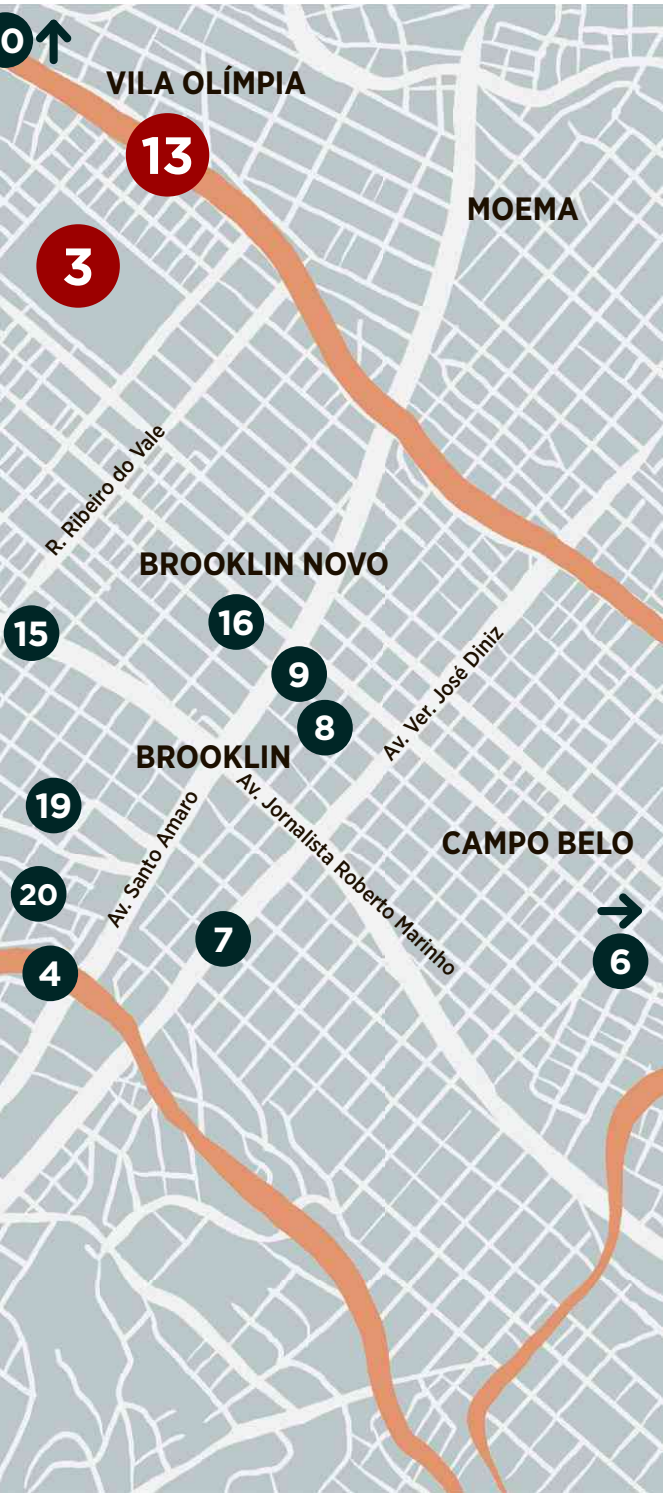 0
VILA OLÍMPIA
13
MOEMA
3
R. Ribeiro do Vale
BROOKLIN NOVO
16
15
9
Av. Ver. José Diniz
8
BROOKLIN
19
Av. Santo Amaro
Av. Jornalista Roberto Marinho
CAMPO BELO
20
7
6
4